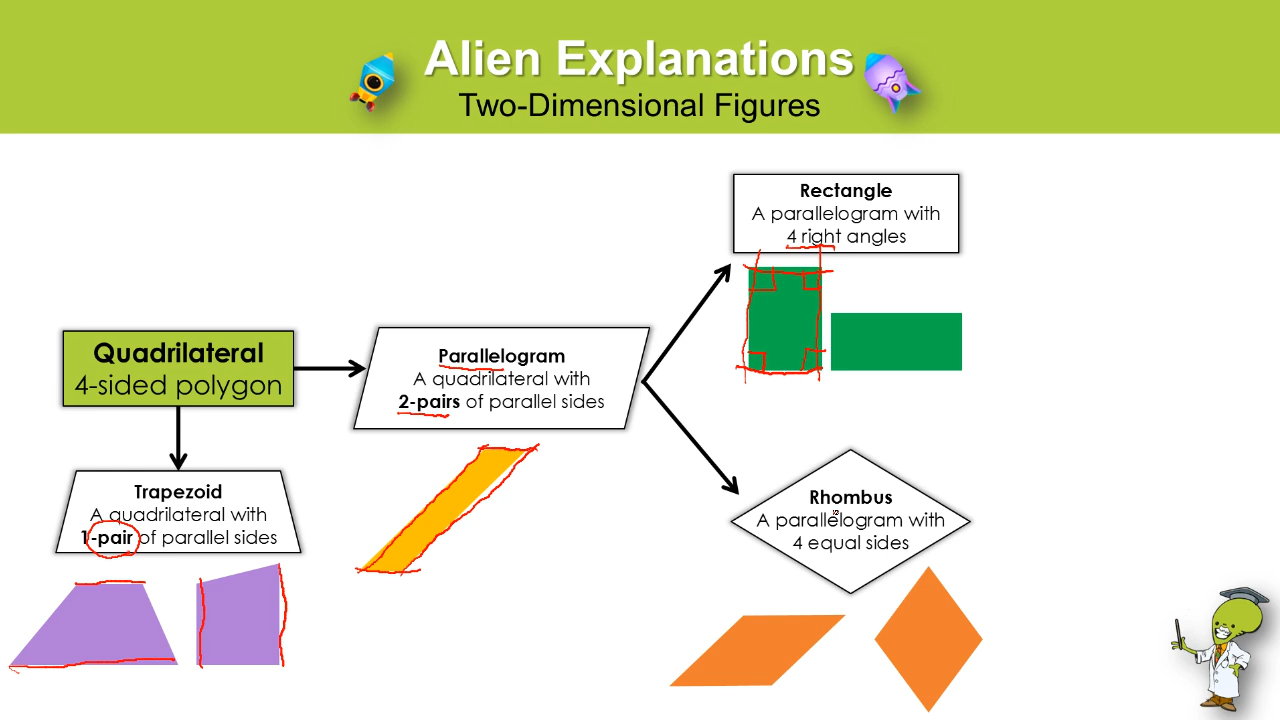 Alien Explanations
Two-Dimensional Figures
Rectangle
A parallelogram with
4 right angles
Quadrilateral
4-sided polygon
Parallelogram
A quadrilateral with
2-pairs of parallel sides
Trapezoid
A quadrilateral with
1-pair of parallel sides
Rhombus
A parallelogram with
4 equal sides